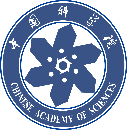 中国科学院
CHINESE ACADEMY OF SCIENCES